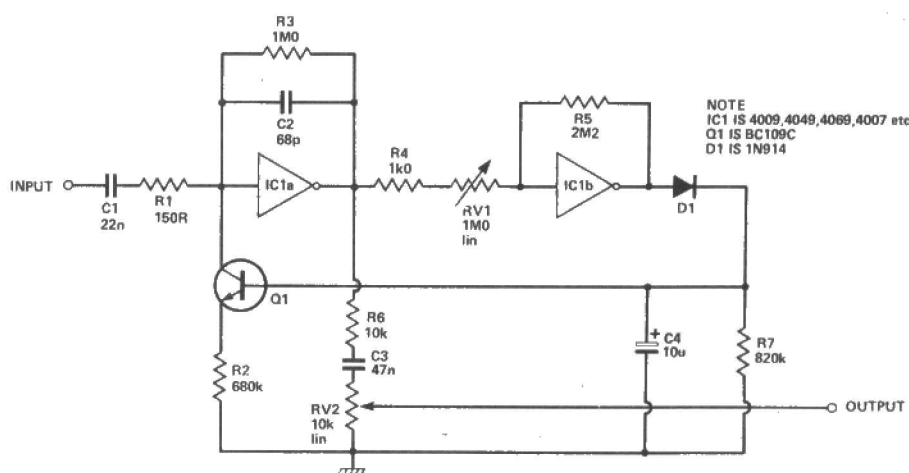 R3
1M0
C2
68p
R5
2M2
NOTE
IC1 IS 4009,4049,4069,4007 etc
Q1 IS BC109C
D1 IS 1N914
R4
1k0
INPUT
C1
22n
R1
150R
IC1a
RV1
1M0
lin
IC1b
D1
Q1
R6
10k
C3
47n
R2
680k
RV2
10k
lin
+
C4
10u
R7
820k
OUTPUT